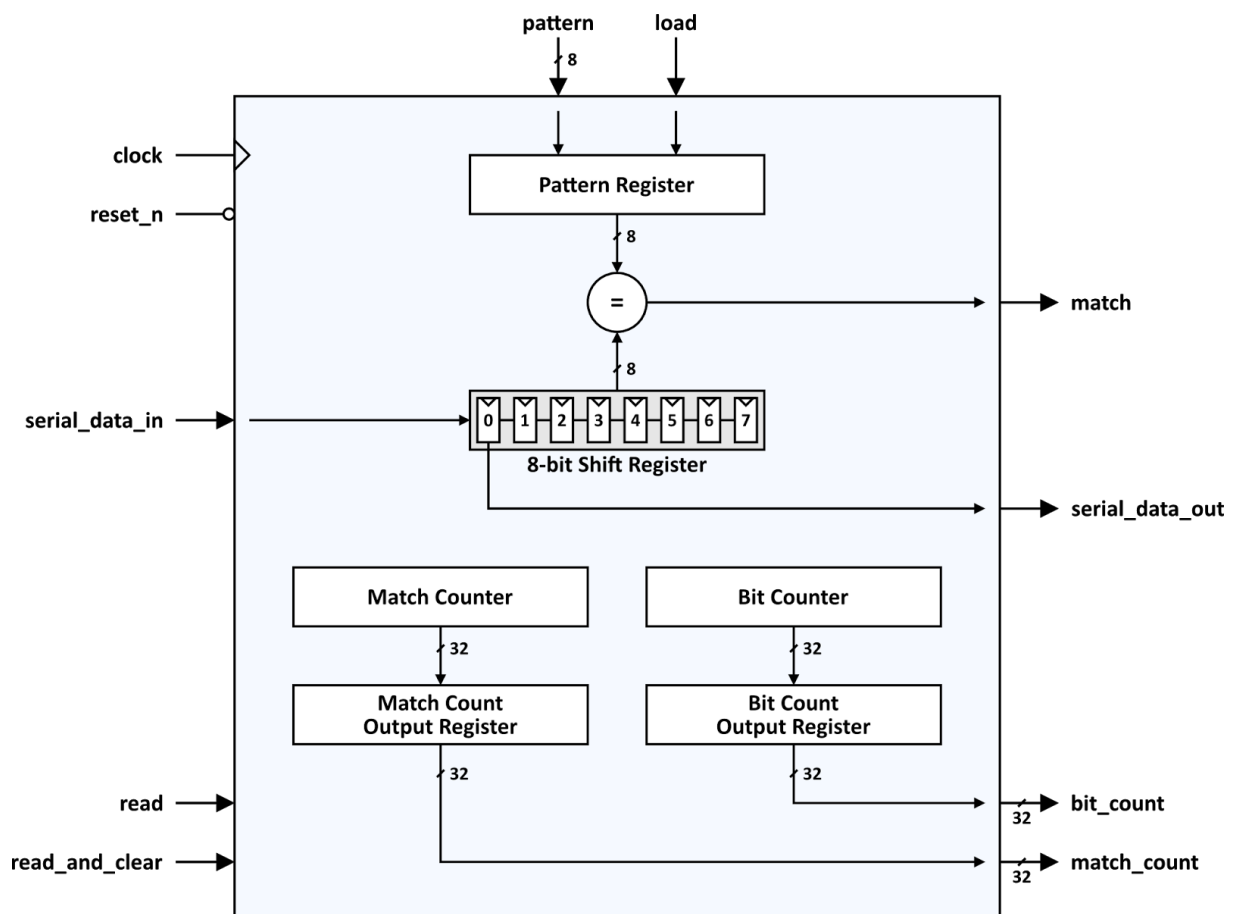 pattern
load
8
clock
Pattern Register
reset_n
8
=
match
8
serial_data_in
0 1 2 3 4 5 6 7
8-bit Shift Register
serial_data_out
Match Counter
Bit Counter
32
32
Match Count
Output Register
Bit Count
Output Register
32
32
read
bit_count
32
read_and_clear
match_count
32